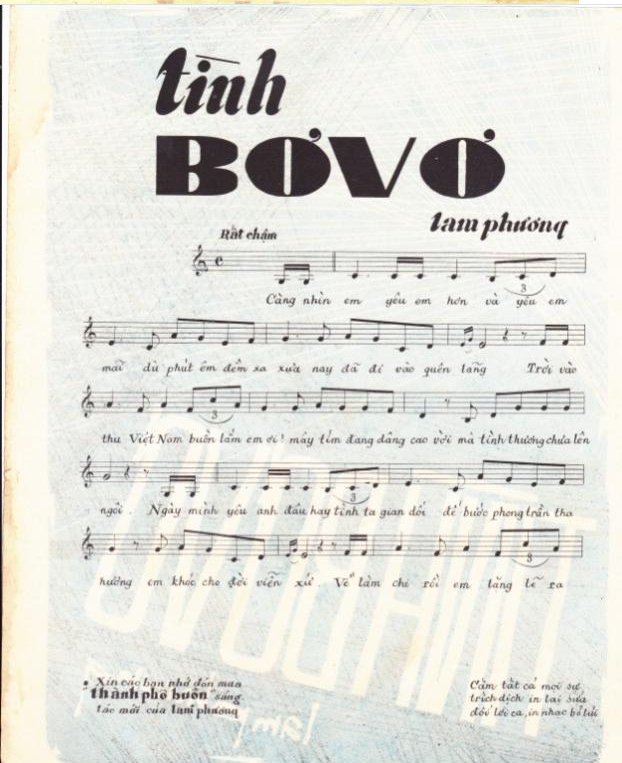 tình
BƠ VƠ
lam phương
Rất chậm
Càng nhìn em yêu em hơn và yêu em
3
mãi dù phút êm đềm xa xưa nay đã đi vào quên lãng Trời vào
3
thu Việt Nam buồn lắm em ơi! mây tím đang dâng cao vời mà tình thương chưa lên
3
ngôi. Ngày mình yêu anh đâu hay tình ta gian dối để bước phong trần tha
hương em khóc cho đời viễn xứ. Về làm chi rồi em lặng lẽ ra
3
Xin các bạn nhớ đón mua
"thành phố buồn" sáng
tác mới của lam phương
Cấm tất cả mọi sự
trích dịch in lại sửa
đổi lời ca, in nhạc bỏ túi